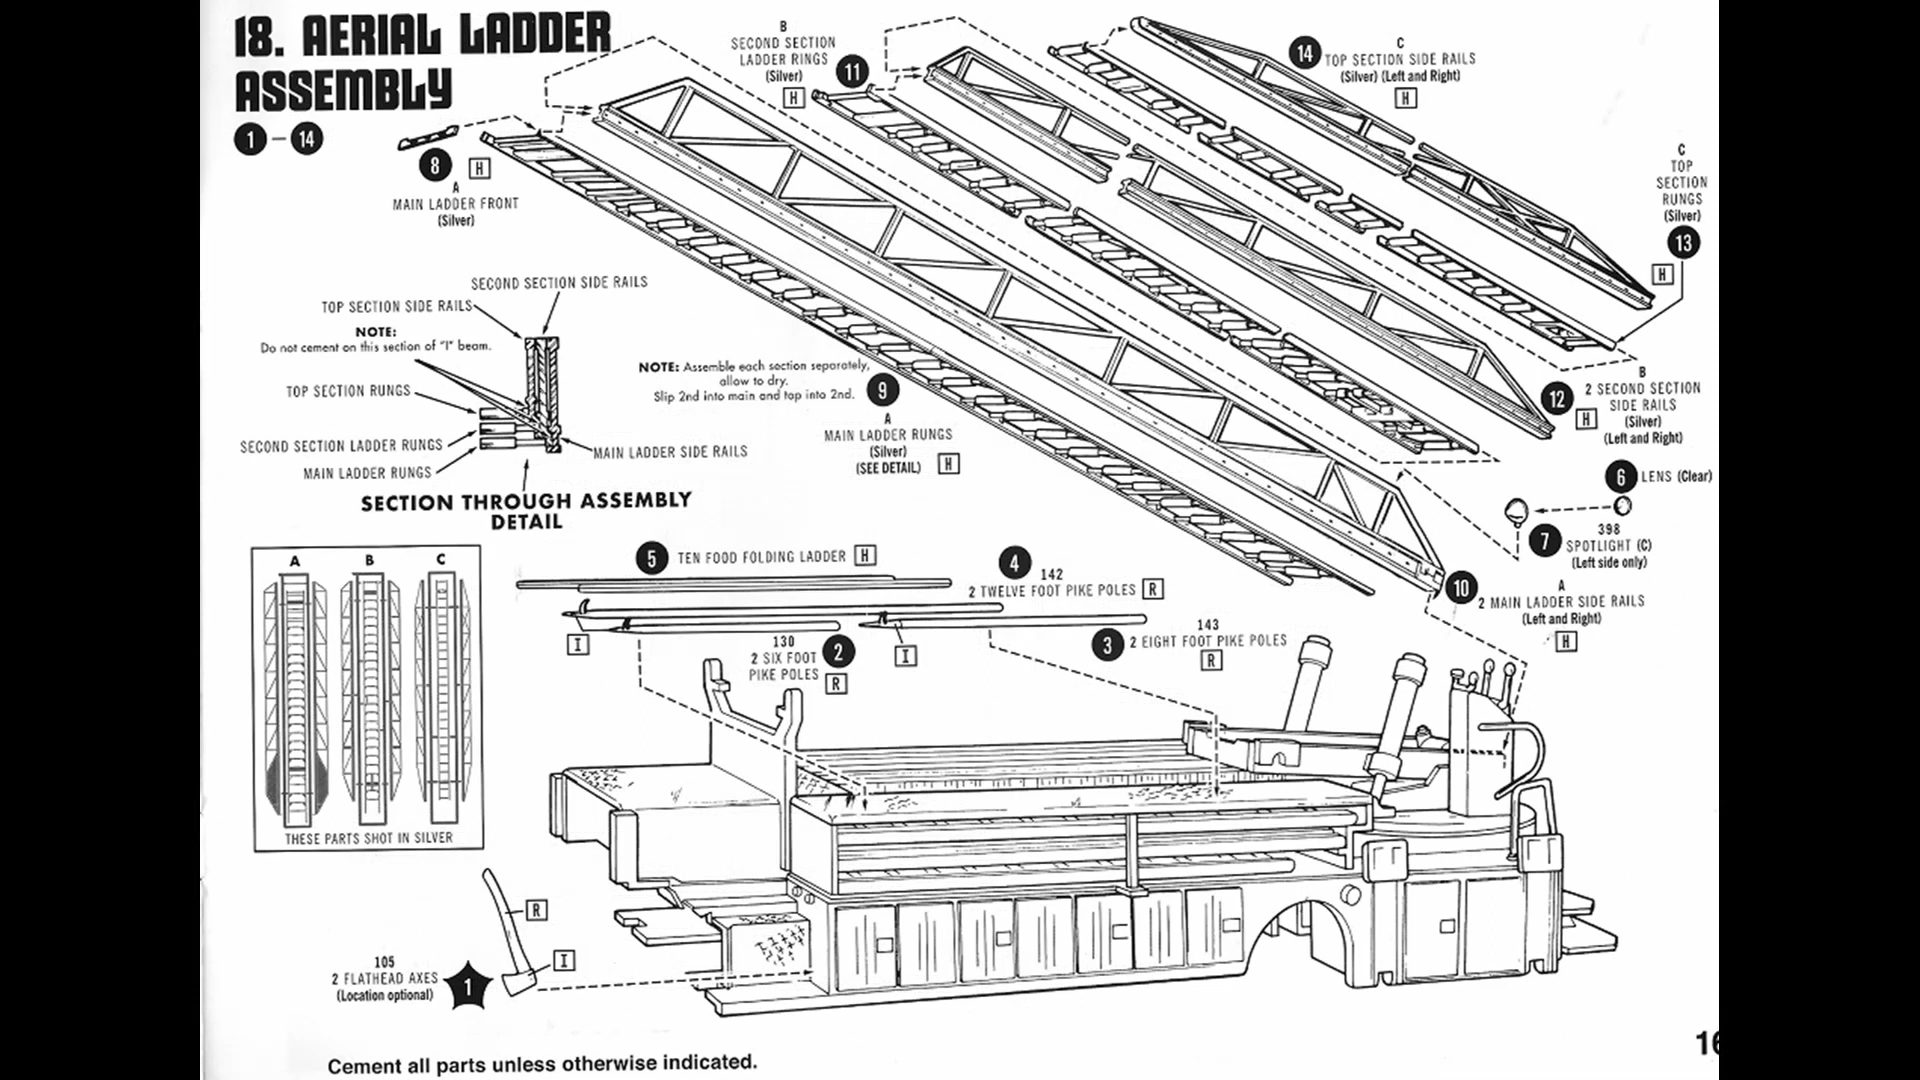 18. AERIAL LADDER
ASSEMBLY
1 – 14
8
H
A
MAIN LADDER FRONT
(Silver)
B
SECOND SECTION
LADDER RINGS
(Silver)
11
H
14
C
TOP SECTION SIDE RAILS
(Silver) (Left and Right)
H
C
TOP
SECTION
RUNGS
(Silver)
13
H
SECOND SECTION SIDE RAILS
TOP SECTION SIDE RAILS
NOTE:
Do not cement on this section of "I" beam.
TOP SECTION RUNGS
SECOND SECTION LADDER RUNGS
MAIN LADDER RUNGS
MAIN LADDER SIDE RAILS
SECTION THROUGH ASSEMBLY
DETAIL
NOTE: Assemble each section separately,
allow to dry.
Slip 2nd into main and top into 2nd.
9
A
MAIN LADDER RUNGS
(Silver)
(SEE DETAIL)
H
12
B
2 SECOND SECTION
SIDE RAILS
(Silver)
(Left and Right)
H
6
LENS (Clear)
7
398
SPOTLIGHT (C)
(Left side only)
10
A
2 MAIN LADDER SIDE RAILS
(Left and Right)
H
5
TEN FOOD FOLDING LADDER
H
4
142
2 TWELVE FOOT PIKE POLES
R
I
130
2 SIX FOOT
PIKE POLES
2
R
I
3
143
2 EIGHT FOOT PIKE POLES
R
A B C
THESE PARTS SHOT IN SILVER
R
I
105
2 FLATHEAD AXES
(Location optional)
1
Cement all parts unless otherwise indicated.